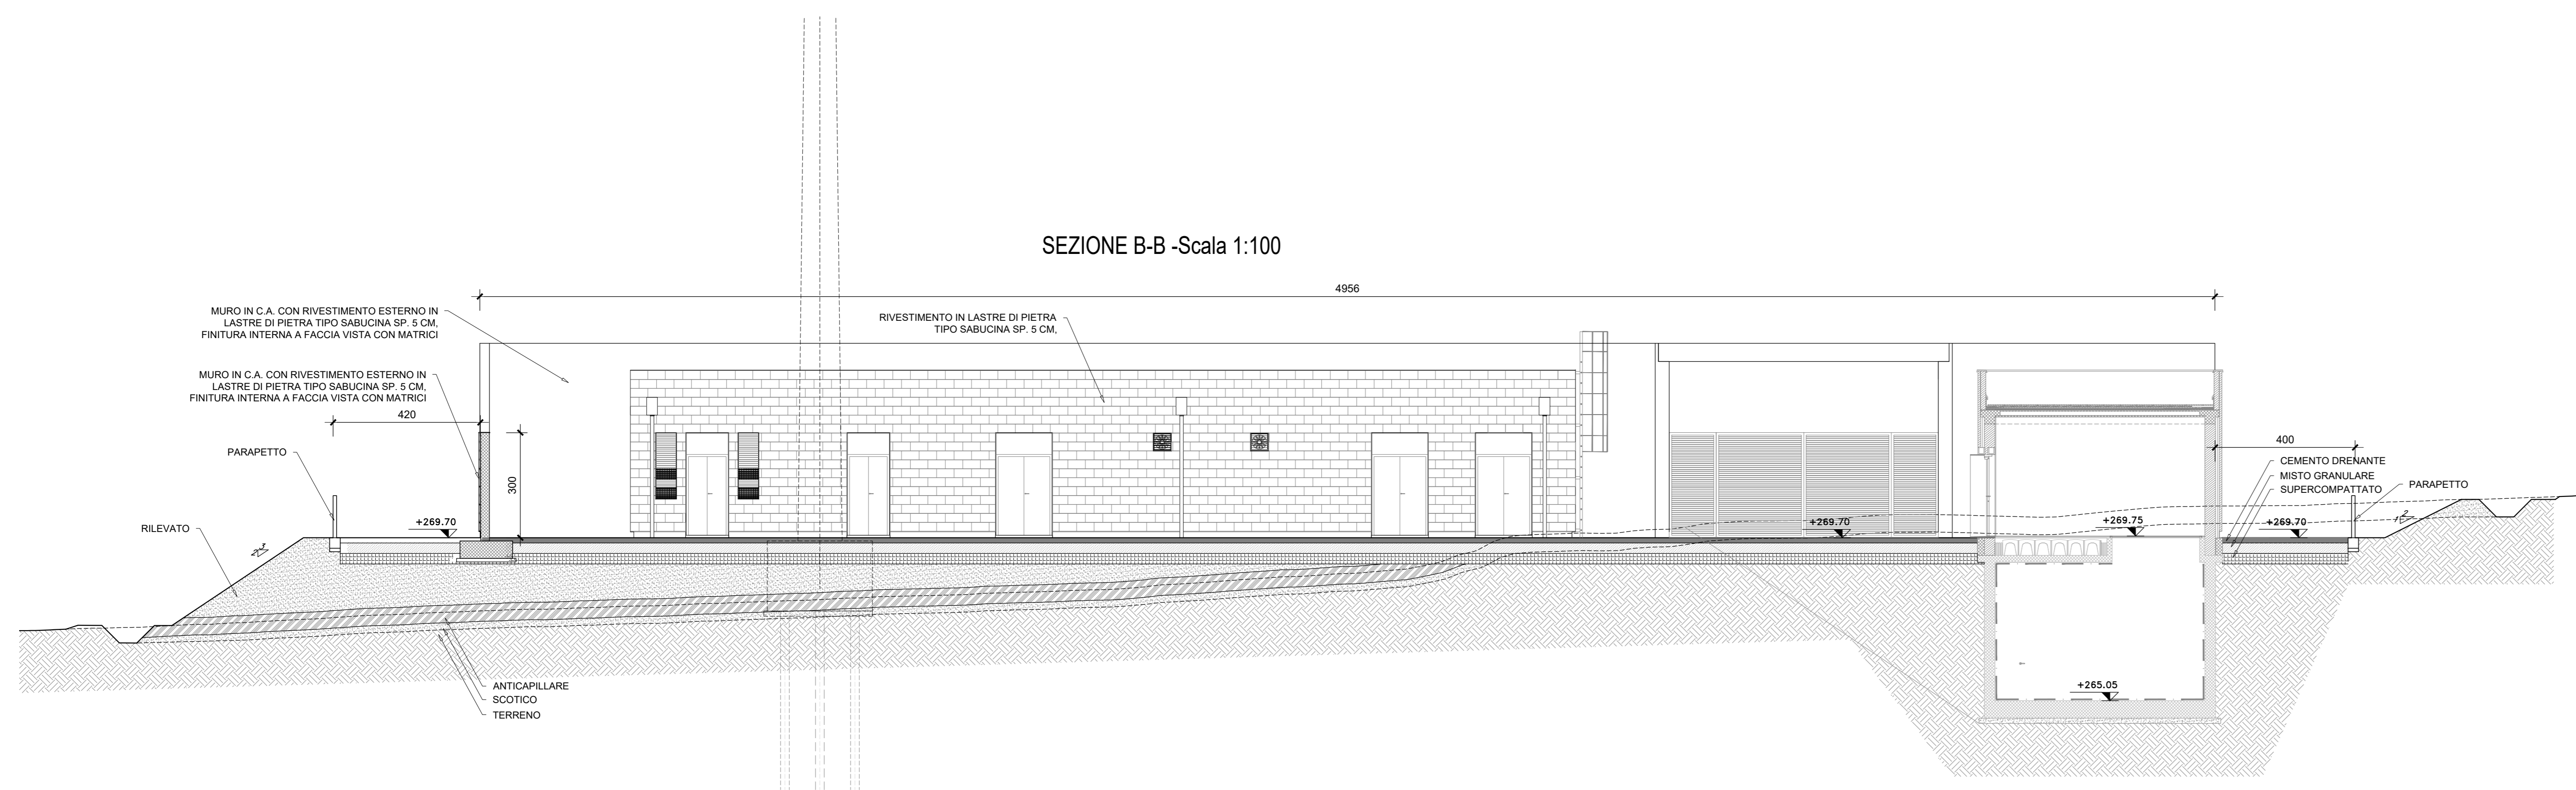 SEZIONE B-B -Scala 1:100
4956
MURO IN C.A. CON RIVESTIMENTO ESTERNO IN
LASTRE DI PIETRA TIPO SABUCINA SP. 5 CM,
FINITURA INTERNA A FACCIA VISTA CON MATRICI
RIVESTIMENTO IN LASTRE DI PIETRA
TIPO SABUCINA SP. 5 CM,
MURO IN C.A. CON RIVESTIMENTO ESTERNO IN
LASTRE DI PIETRA TIPO SABUCINA SP. 5 CM,
FINITURA INTERNA A FACCIA VISTA CON MATRICI
420
300
400
PARAPETTO
CEMENTO DRENANTE
MISTO GRANULARE
SUPERCOMPATTATO
PARAPETTO
RILEVATO
+269.70
+269.70
+269.75
+269.70
3
2
2
1
+265.05
ANTICAPILLARE
SCOTICO
TERRENO